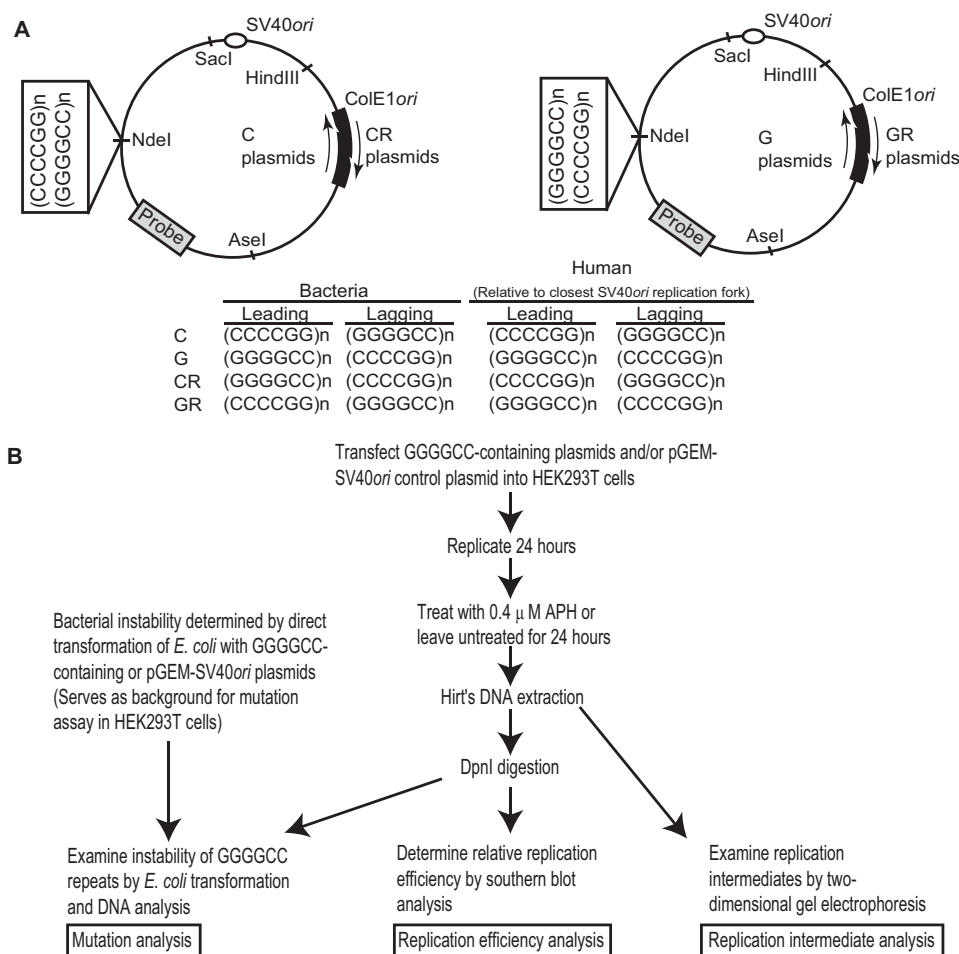 A
SV40ori
SacI
HindIII
ColE1ori
NdeI
(CCCCGG)n
(GGGGCC)n
C
plasmids
CR
plasmids
Probe
AseI
SV40ori
SacI
HindIII
ColE1ori
NdeI
(GGGGCC)n
(CCCCGG)n
G
plasmids
GR
plasmids
Probe
AseI
Human
Bacteria (Relative to closest SV40ori replication fork)
Leading Lagging Leading Lagging
C (CCCCGG)n (GGGGCC)n (CCCCGG)n (GGGGCC)n
G (GGGGCC)n (CCCCGG)n (GGGGCC)n (CCCCGG)n
CR (GGGGCC)n (CCCCGG)n (CCCCGG)n (GGGGCC)n
GR (CCCCGG)n (GGGGCC)n (GGGGCC)n (CCCCGG)n
B
Transfect GGGGCC-containing plasmids and/or pGEM-
SV40ori control plasmid into HEK293T cells
Replicate 24 hours
Treat with 0.4 μ M APH or
leave untreated for 24 hours
Hirt's DNA extraction
DpnI digestion
Bacterial instability determined by direct
transformation of E. coli with GGGGCC-
containing or pGEM-SV40ori plasmids
(Serves as background for mutation
assay in HEK293T cells)
Examine instability of GGGGCC
repeats by E. coli transformation
and DNA analysis
Mutation analysis
Determine relative replication
efficiency by southern blot
analysis
Replication efficiency analysis
Examine replication
intermediates by two-
dimensional gel electrophoresis
Replication intermediate analysis